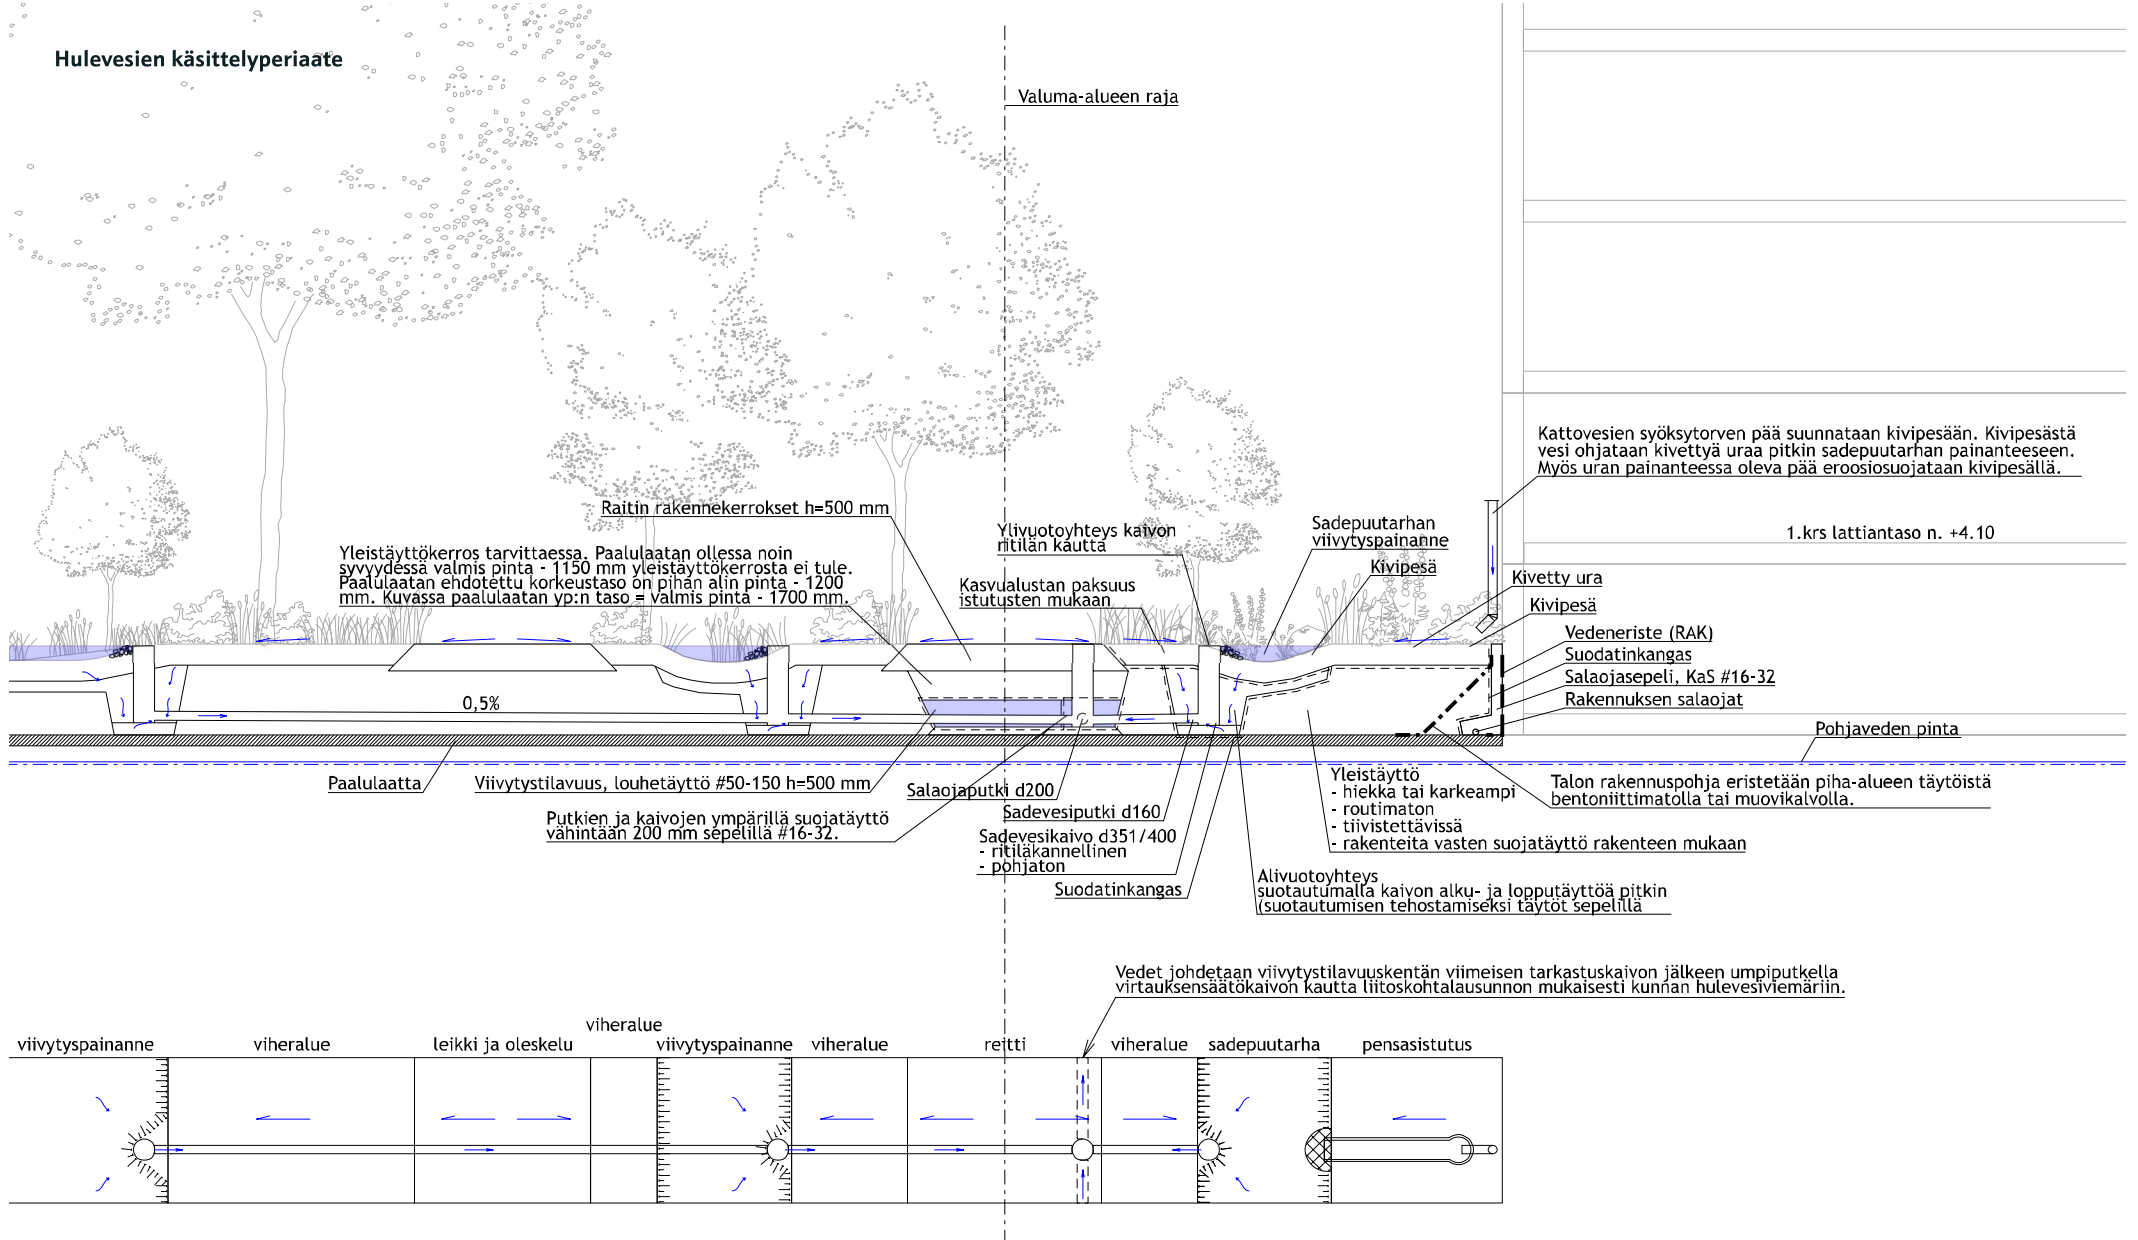 Hulevesien käsittelyperiaate
Valuma-alueen raja
Kattovesien syöksytorven pää suunnataan kivipesään. Kivipesästä
vesi ohjataan kivettyä uraa pitkin sadepuutarhan painanteeseen.
Myös uran painanteessa oleva pää eroosiosuojataan kivipesällä.
1.krs lattiantaso n. +4.10
Raitin rakennekerrokset h=500 mm
Ylivuotoyhteys kaivon
ritilän kautta
Sadepuutarhan
viivytyspainanne
Kivipesä
Yleistäyttökerros tarvittaessa. Paalulaatan ollessa noin
syvyydessä valmis pinta - 1150 mm yleistäyttökerrosta ei tule.
Paalulaatan ehdotettu korkeustaso on pihan alin pinta - 1200
mm. Kuvassa paalulaatan yp:n taso = valmis pinta - 1700 mm.
Kasvualustan paksuus
istutusten mukaan
Kivetty ura
Kivipesä
Vedeneriste (RAK)
Suodatinkangas
Salaojasepeli, KaS #16-32
Rakennuksen salaojat
0,5%
Pohjaveden pinta
Paalulaatta
Viivytystilavuus, louhetäyttö #50-150 h=500 mm
Salaojaputki d200
Sadevesiputki d160
Yleistäyttö
- hiekka tai karkeampi
- routimaton
- tiivistettävissä
- rakenteita vasten suojatäyttö rakenteen mukaan
Talon rakennuspohja eristetään piha-alueen täytöistä
bentoniittimatolla tai muovikalvolla.
Putkien ja kaivojen ympärillä suojatäyttö
vähintään 200 mm sepelillä #16-32.
Sadevesikaivo d351/400
- ritiläkannellinen
- pohjaton
Suodatinkangas
Alivuotoyhteys
suotautumalla kaivon alku- ja lopputäyttöä pitkin
(suotautumisen tehostamiseksi täytöt sepelillä
Vedet johdetaan viivytystilavuuskentän viimeisen tarkastuskaivon jälkeen umpiputkella
virtauksensäätökaivon kautta liitoskohtalausunnon mukaisesti kunnan hulevesiviemäriin.
viivytyspainanne
viheralue
leikki ja oleskelu
viheralue
viivytyspainanne
viheralue
reitti
viheralue
sadepuutarha
pensasistutus